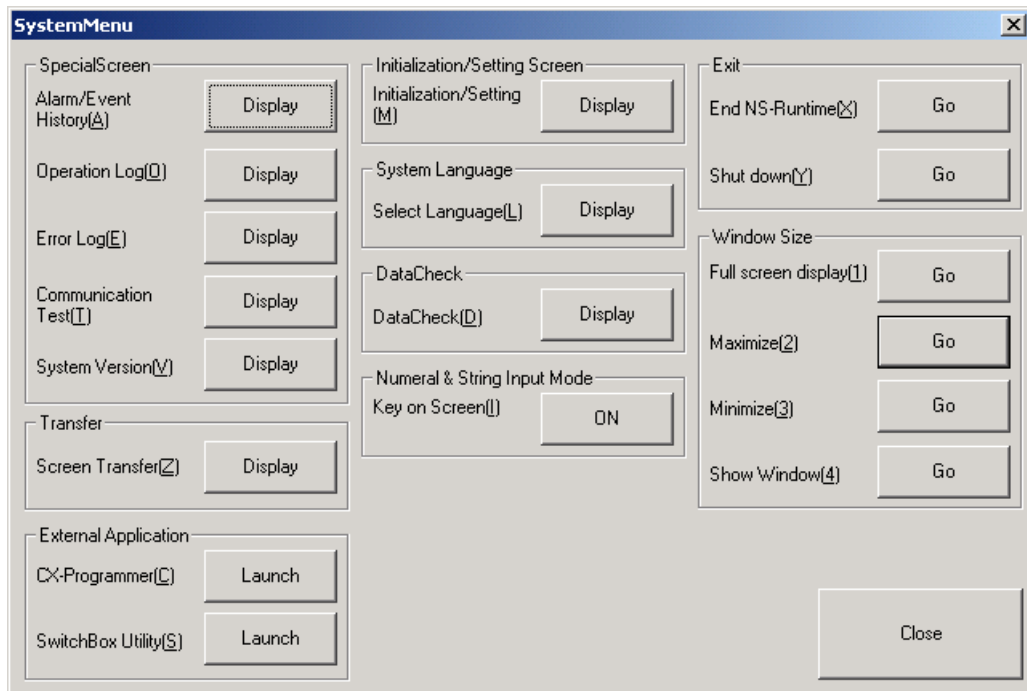 SystemMenu
SpecialScreen
Alarm/Event
History(A)
Display
Operation Log(O)
Display
Error Log(E)
Display
Communication
Test(T)
Display
System Version(V)
Display
Transfer
Screen Transfer(Z)
Display
External Application
CX-Programmer(C)
Launch
SwitchBox Utility(S)
Launch
Initialization/Setting Screen
Initialization/Setting
(M)
Display
System Language
Select Language(L)
Display
DataCheck
DataCheck(D)
Display
Numeral & String Input Mode
Key on Screen(I)
ON
Exit
End NS-Runtime(X)
Go
Shut down(Y)
Go
Window Size
Full screen display(1)
Go
Maximize(2)
Go
Minimize(3)
Go
Show Window(4)
Go
Close